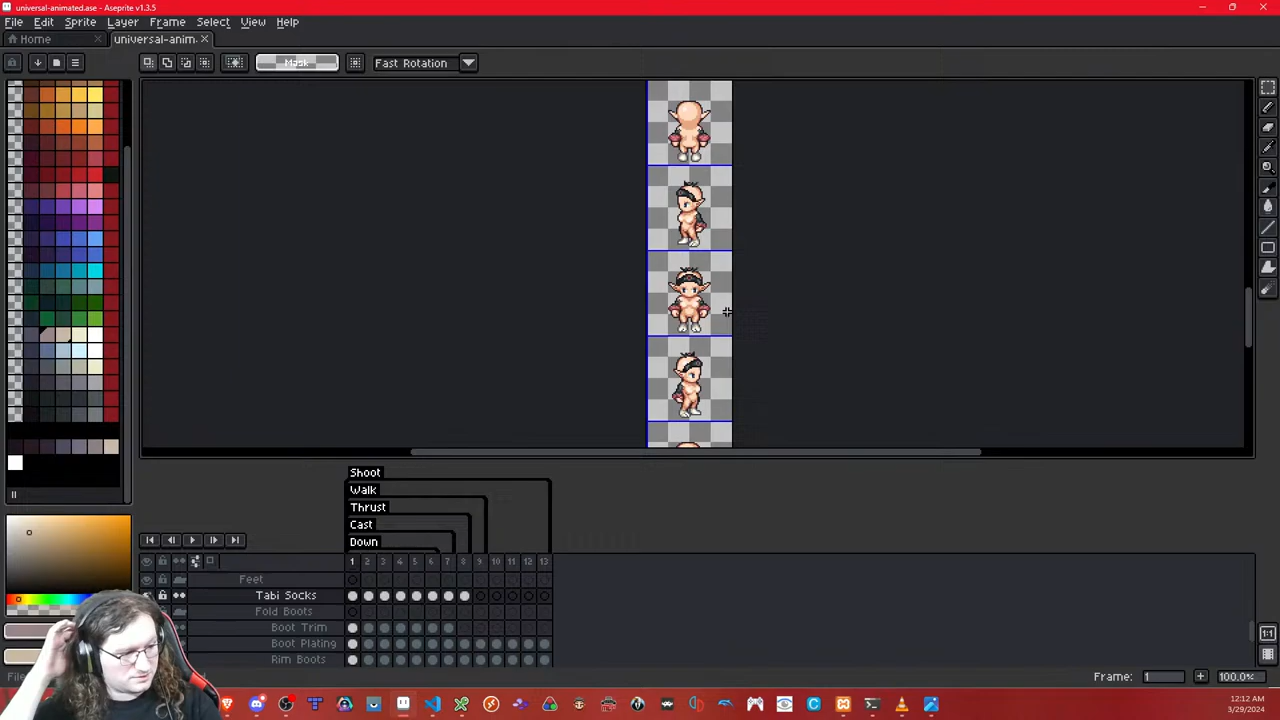 universal-animated.ase - Aseprite v1.3.5
File Edit Sprite Layer Frame Select View Help
Home universal-anim.
Mask Fast Rotation
Shoot
Walk
Thrust
Cast
Down
1 2 3 4 5 6 7 8 9 10 11 12 13
Feet
Tabi Socks
Fold Boots
Boot Trim
Boot Plating
Rim Boots
Frame: 1 100.0%
1:1
12:12 AM
3/29/2024